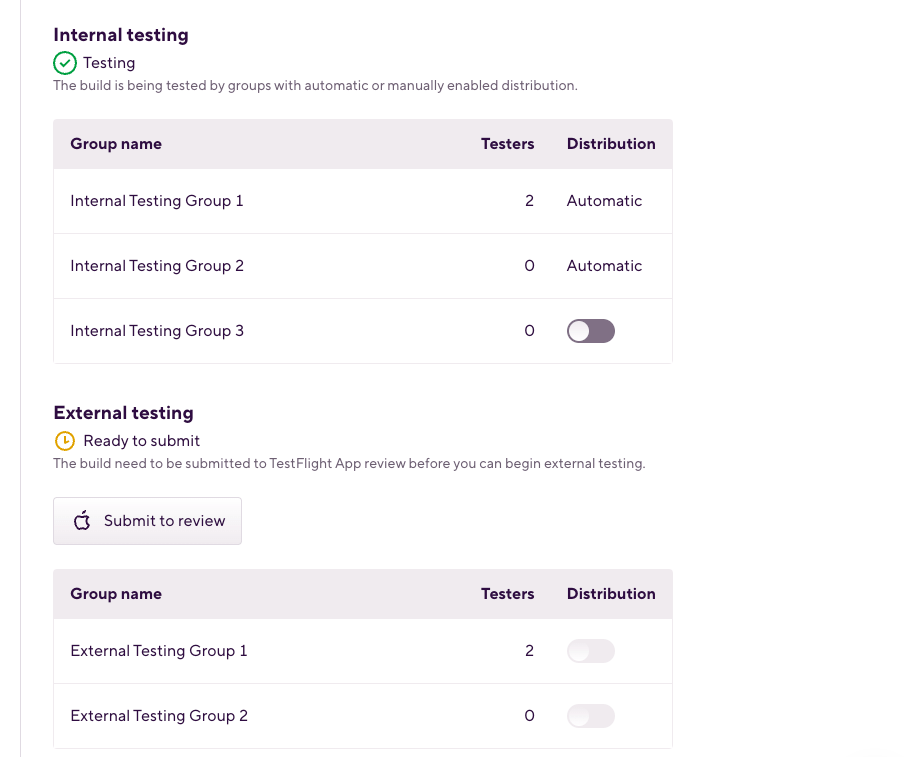 Internal testing
Testing
The build is being tested by groups with automatic or manually enabled distribution.
Group name Testers Distribution
Internal Testing Group 1 2 Automatic
Internal Testing Group 2 0 Automatic
Internal Testing Group 3 0
External testing
Ready to submit
The build need to be submitted to TestFlight App review before you can begin external testing.
Submit to review
Group name Testers Distribution
External Testing Group 1 2
External Testing Group 2 0